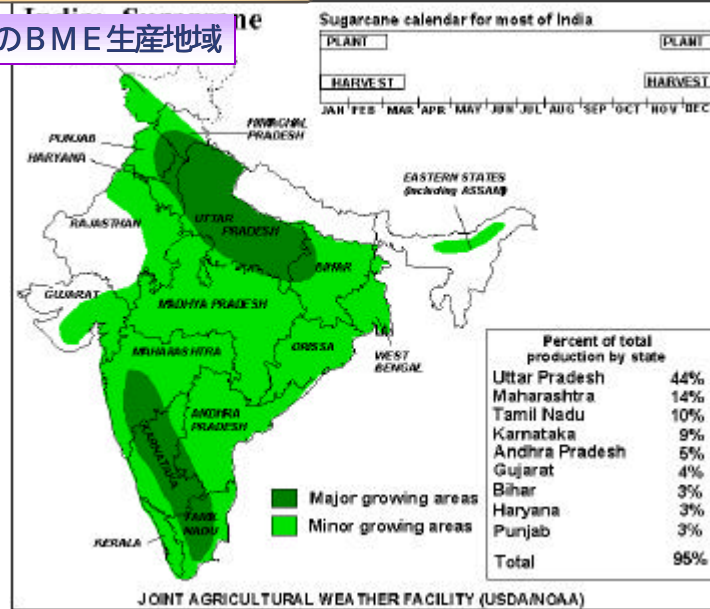 のＢＭＥ生産地域
Sugarcane calendar for most of India
PLANT PLANT
HARVEST HARVEST
JAN FEB MAR APR MAY JUN JUL AUG SEP OCT NOV DEC
HIMACHAL
PRADESH
PUNJAB
HARYANA
EASTERN STATES
(including ASSAM)
RAJASTHAN
UTTAR
PRADESH
BIHAR
GUJARAT
MADHYA PRADESH
MAHARASHTRA
ORISSA
WEST
BENGAL
ANDHRA
PRADESH
KARNATAKA
TAMIL
NADU
KERALA
Major growing areas
Minor growing areas
Percent of total
production by state
Uttar Pradesh 44%
Maharashtra 14%
Tamil Nadu 10%
Karnataka 9%
Andhra Pradesh 5%
Gujarat 4%
Bihar 3%
Haryana 3%
Punjab 3%
Total 95%
JOINT AGRICULTURAL WEATHER FACILITY (USDA/NOAA)